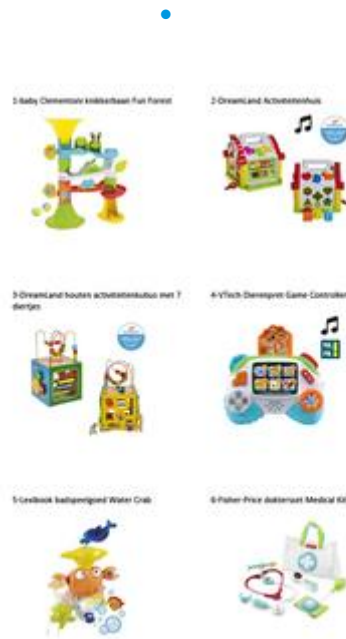 1-Baby Clementoni knikkerbaan Fun Forest
2-DreamLand Activiteitenhuis
3-DreamLand houten activiteitenkubus met 7
diertjes
4-VTech Dierenpret Game Controller
5-Lexibook badspeelgoed Water Crab
6-Fisher-Price doktersset Medical Kit